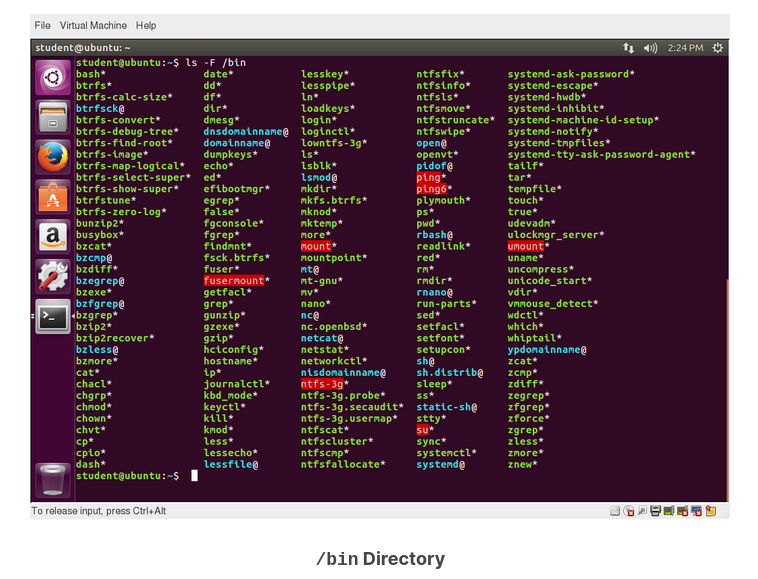 File Virtual Machine Help
student@ubuntu: ~ 2:24 PM
student@ubuntu:~$ ls -F /bin
bash* date* lesskey* ntfsfix* systemd-ask-password*
btrfs* dd* lesspipe* ntfsinfo* systemd-escape*
btrfs-calc-size* df* ln* ntfsls* systemd-hwdb*
btrfsck@ dir* loadkeys* ntfsmove* systemd-inhibit*
btrfs-convert* dmesg* login* ntfstruncate* systemd-machine-id-setup*
btrfs-debug-tree* dnsdomainname@ loginctl* ntfswipe* systemd-notify*
btrfs-find-root* domainname@ lowntfs-3g* open@ systemd-tmpfiles*
btrfs-image* dumpkeys* ls* openvt* systemd-tty-ask-password-agent*
btrfs-map-logical* echo* lsblk* pidof@ tailf*
btrfs-select-super* ed* lsmod@ ping* tar*
btrfs-show-super* efibootmgr* mkdir* ping6* tempfile*
btrfstune* egrep* mkfs.btrfs* plymouth* touch*
btrfs-zero-log* false* mknod* ps* true*
bunzip2* fgconsole* mktemp* pwd* udevadm*
busybox* fgrep* more* rbash@ ulockmgr_server*
bzcat* findmnt* mount* readlink* umount*
bzcmp@ fsck.btrfs* mountpoint* red* uname*
bzdiff* fuser* mt@ rm* uncompress*
bzegrep@ fusermount* mt-gnu* rmdir* unicode_start*
bzexe* getfacl* mv* rnano@ vdir*
bzfgrep@ grep* nano* run-parts* vmmouse_detect*
bzgrep* gunzip* nc@ sed* wdctl*
bzip2* gzexe* nc.openbsd* setfacl* which*
bzip2recover* gzip* netcat@ setfont* whiptail*
bzless@ hciconfig* netstat* setupcon* ypdomainname@
bzmore* hostname* networkctl* sh@ zcat*
cat* ip* nisdomainname@ sh.distrib@ zcmp*
chacl* journalctl* ntfs-3g* sleep* zdiff*
chgrp* kbd_mode* ntfs-3g.probe* ss* zegrep*
chmod* keyctl* ntfs-3g.secaudit* static-sh@ zfgrep*
chown* kill* ntfs-3g.usermap* stty* zforce*
chvt* kmod* ntfscat* su* zgrep*
cp* less* ntfscluster* sync* zless*
cpio* lessecho* ntfscmp* systemctl* zmore*
dash* lessfile@ ntfsfallocate* systemd@ znew*
student@ubuntu:~$
To release input, press Ctrl+Alt
/bin Directory